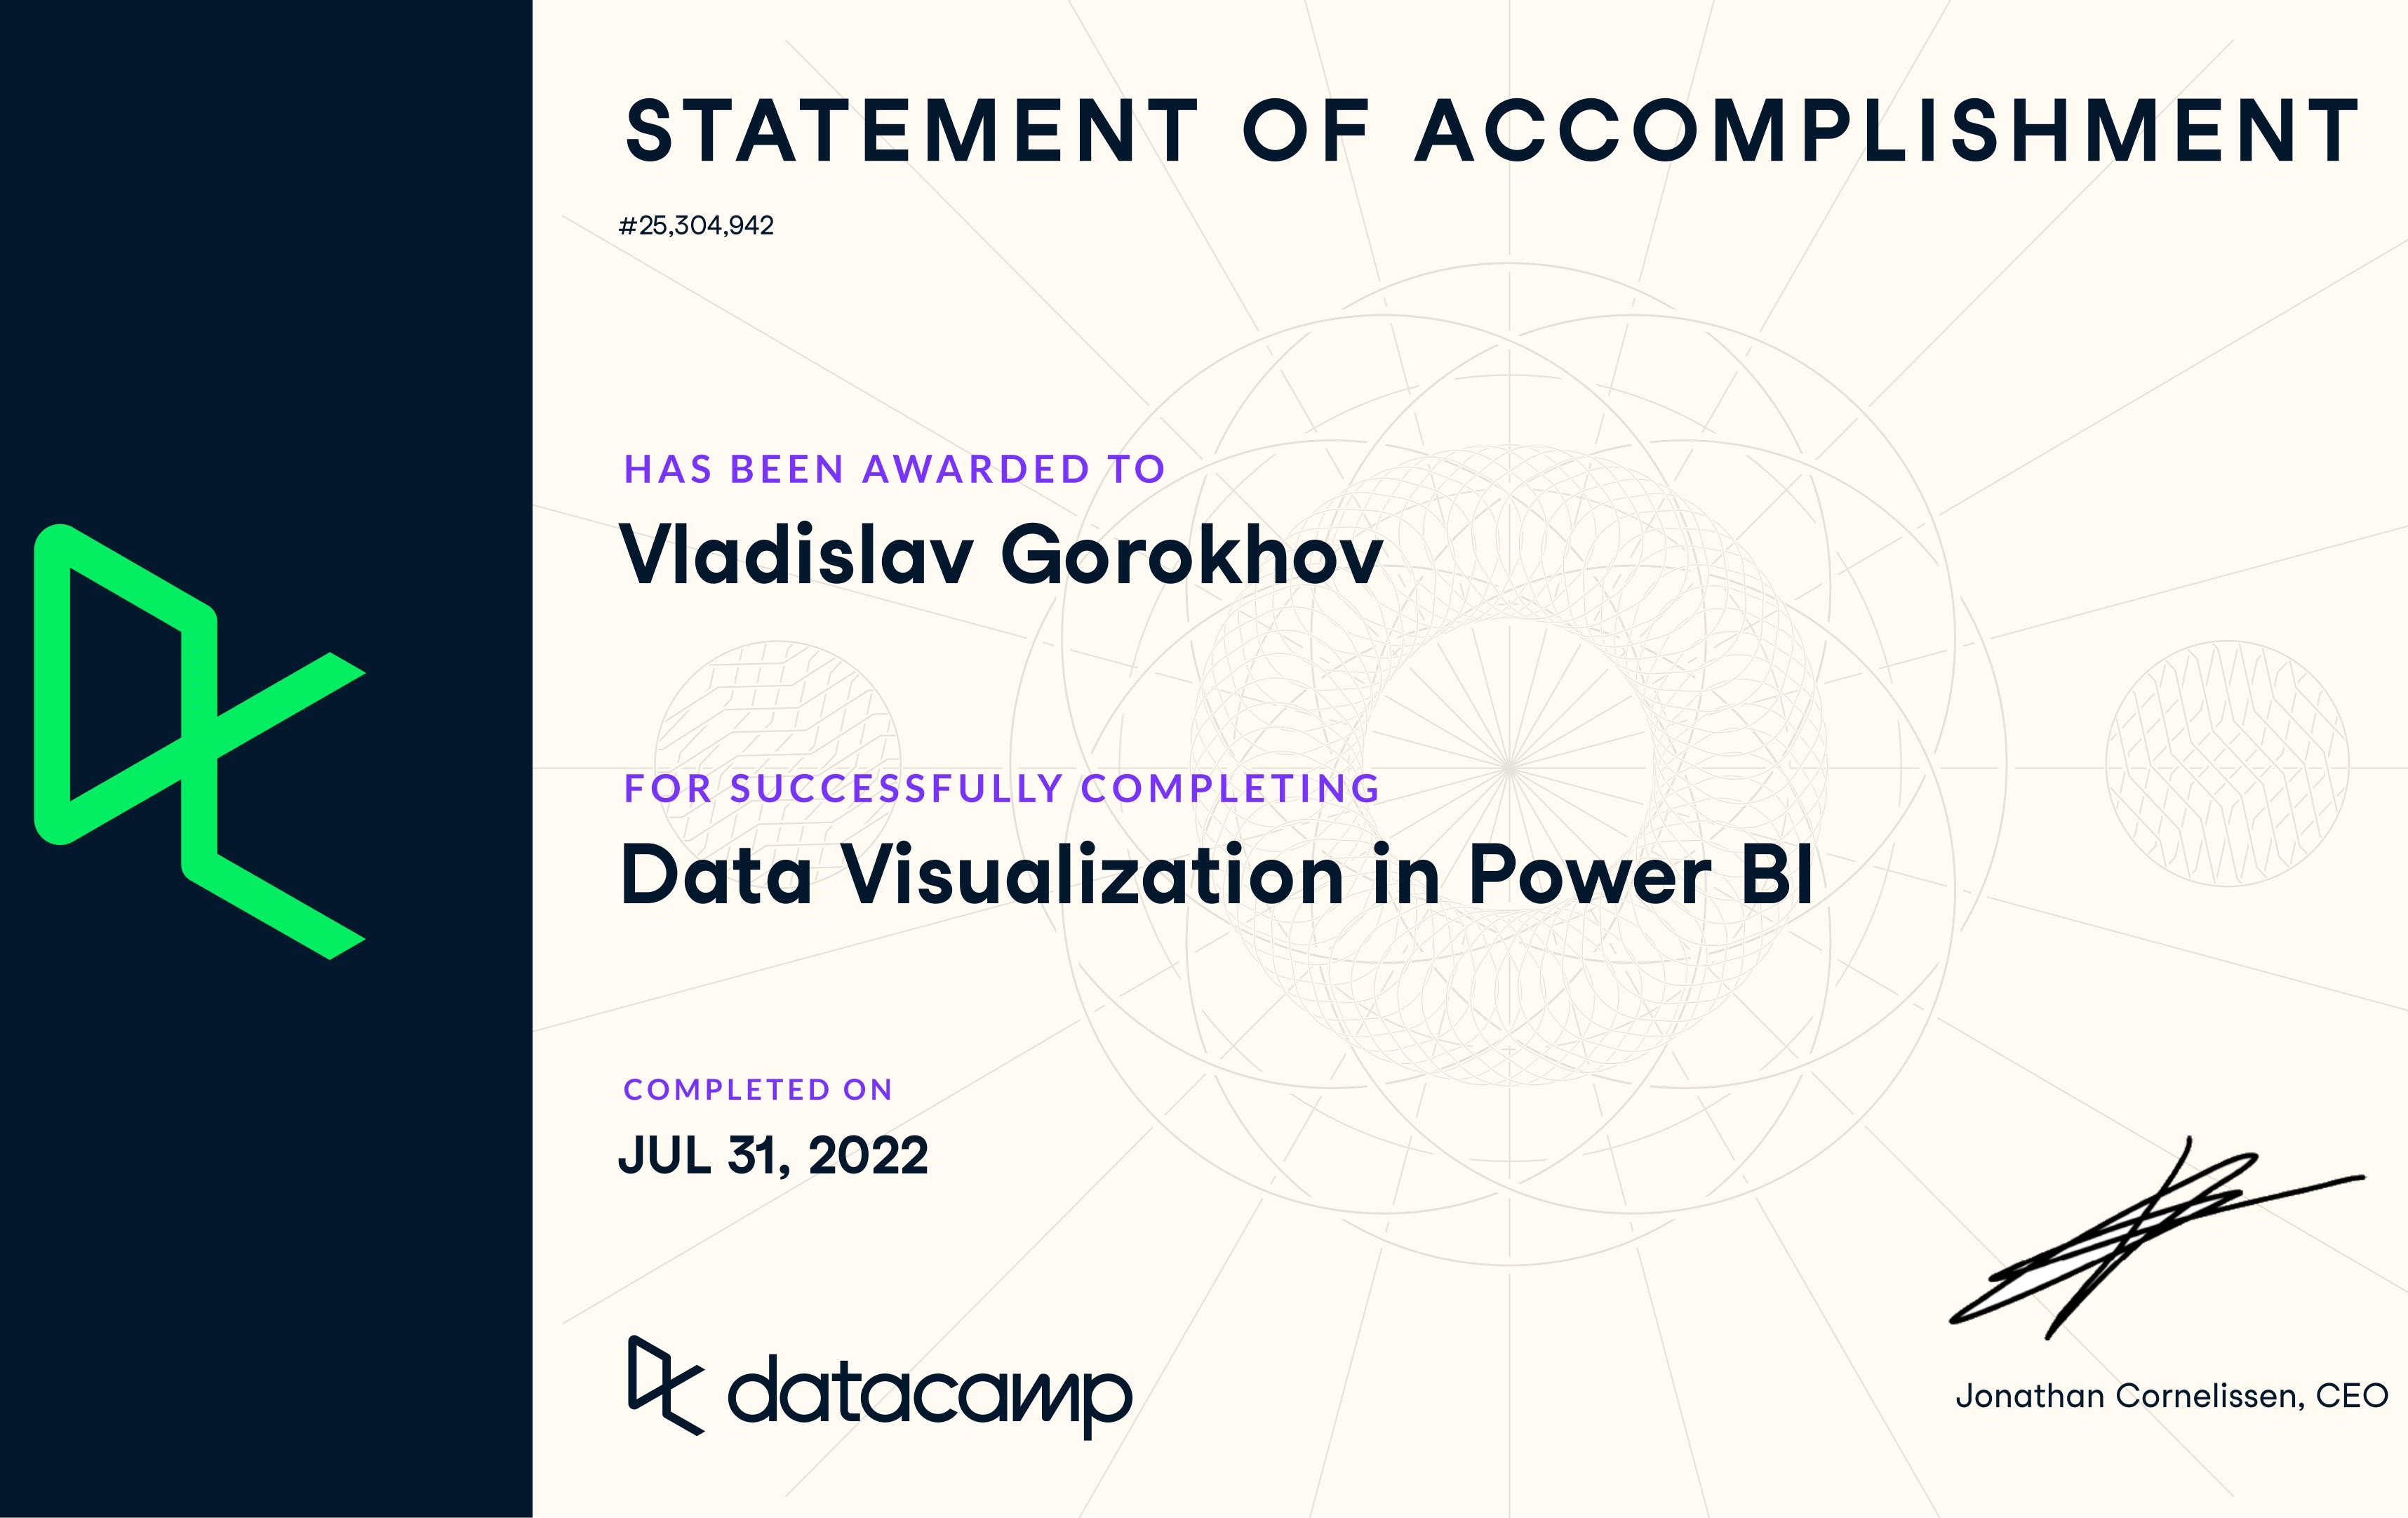 STATEMENT OF ACCOMPLISHMENT
#25,304,942
HAS BEEN AWARDED TO
Vladislav Gorokhov
FOR SUCCESSFULLY COMPLETING
Data Visualization in Power BI
COMPLETED ON
JUL 31, 2022
datacamp
Jonathan Cornelissen, CEO